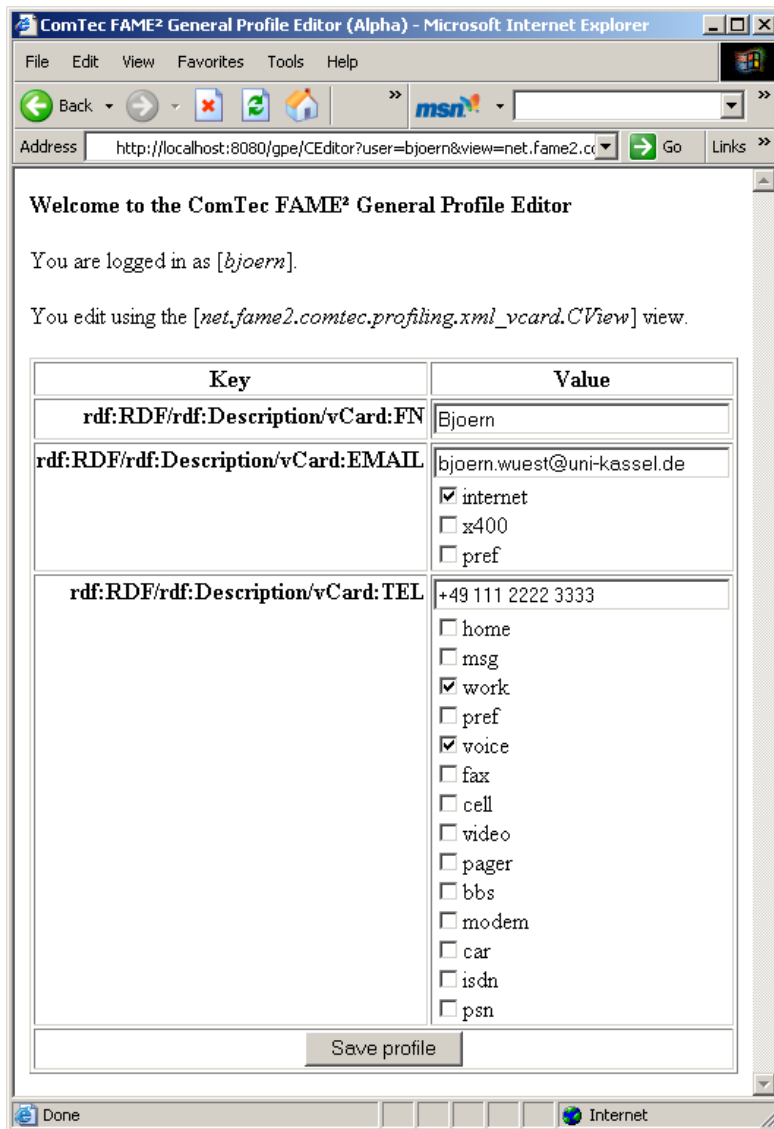 ComTec FAME² General Profile Editor (Alpha) - Microsoft Internet Explorer
File Edit View Favorites Tools Help
Back » msn »
Address http://localhost:8080/gpe/CEditor?user=bjoern&view=net.fame2.cc Go Links »
Welcome to the ComTec FAME² General Profile Editor
You are logged in as [bjoern].
You edit using the [net.fame2.comtec.profiling.xml_vcard.CView] view.
Key Value
rdf:RDF/rdf:Description/vCard:FN Bjoern
rdf:RDF/rdf:Description/vCard:EMAIL bjoern.wuest@uni-kassel.de
internet
x400
pref
rdf:RDF/rdf:Description/vCard:TEL +49 111 2222 3333
home
msg
work
pref
voice
fax
cell
video
pager
bbs
modem
car
isdn
psn
Save profile
Done Internet